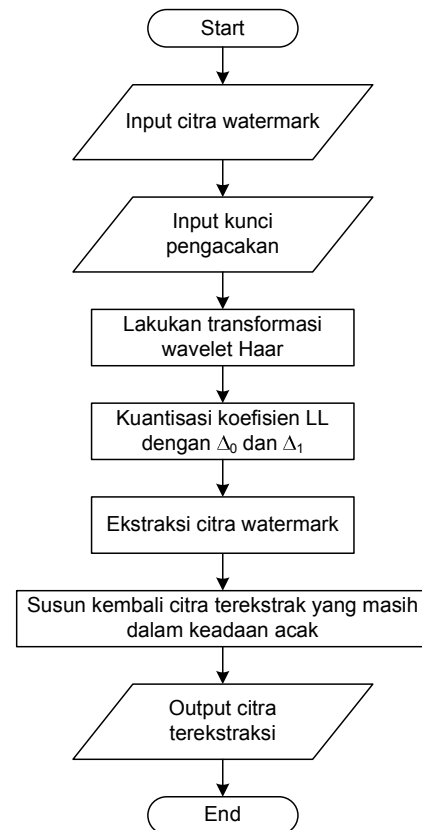 Start
Input citra watermark
Input kunci
pengacakan
Lakukan transformasi
wavelet Haar
Kuantisasi koefisien LL
dengan Δ₀ dan Δ₁
Ekstraksi citra watermark
Susun kembali citra terekstrak yang masih
dalam keadaan acak
Output citra
terekstraksi
End